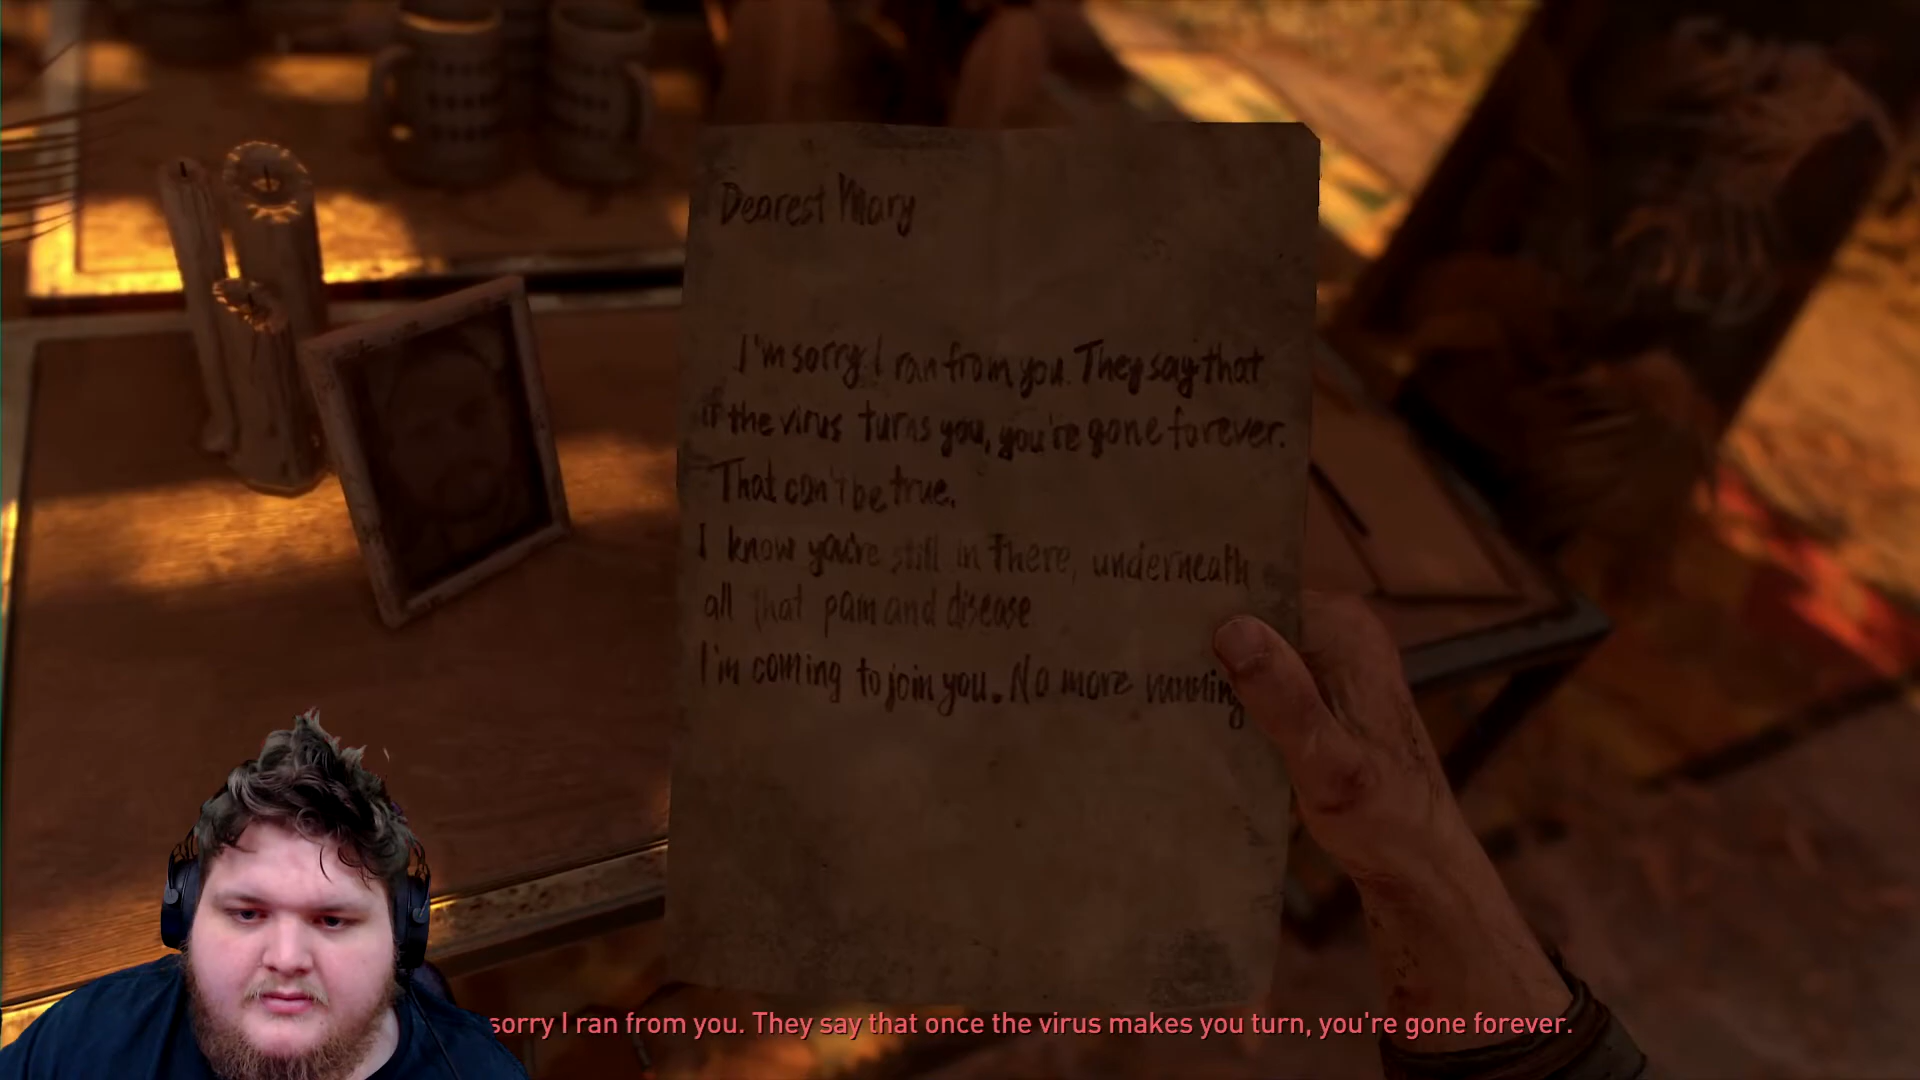 Dearest Mary
I'm sorry I ran from you. They say that
if the virus turns you, you're gone forever.
That can't be true.
I know you're still in there, underneath
all that pain and disease
I'm coming to join you. No more running
sorry I ran from you. They say that once the virus makes you turn, you're gone forever.